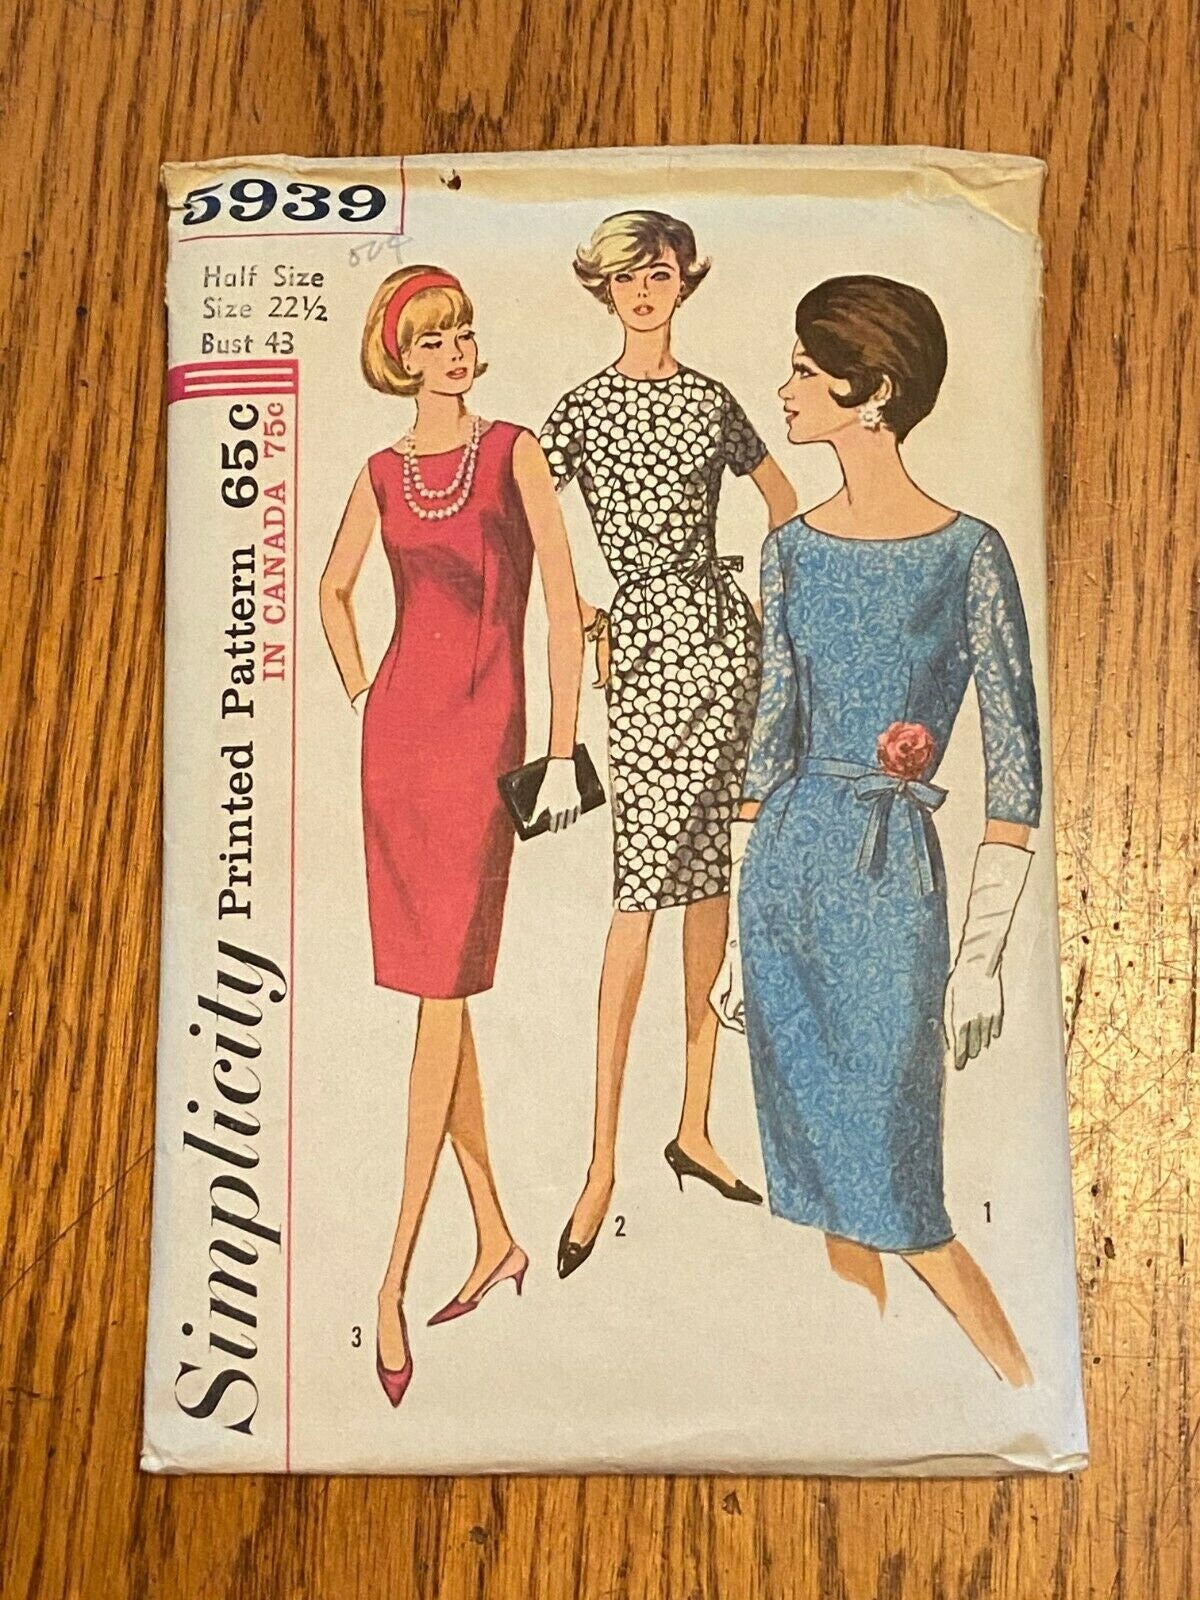 5939
Half Size
Size 22½
Bust 43
Simplicity Printed Pattern 65c
IN CANADA 75c
3
2
1